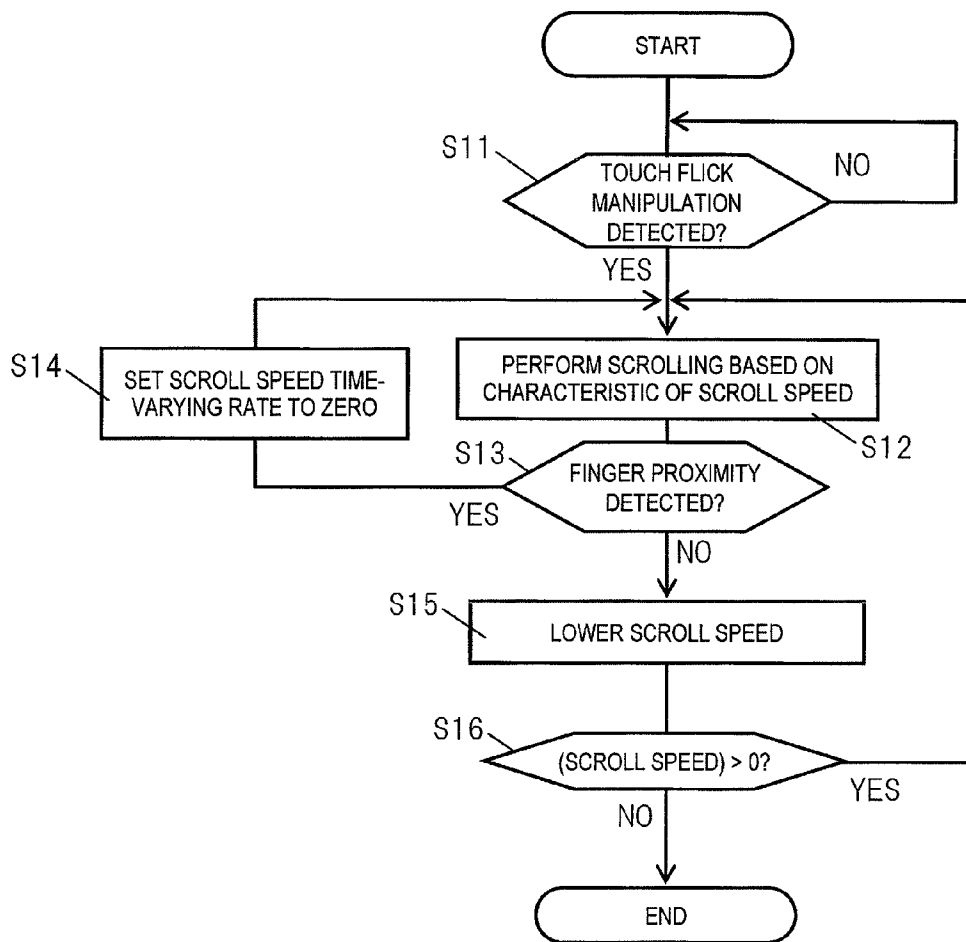 START
S11
TOUCH FLICK
MANIPULATION
DETECTED?
NO
YES
S14
SET SCROLL SPEED TIME-
VARYING RATE TO ZERO
PERFORM SCROLLING BASED ON
CHARACTERISTIC OF SCROLL SPEED
S12
S13
FINGER PROXIMITY
DETECTED?
YES
NO
S15
LOWER SCROLL SPEED
S16
(SCROLL SPEED) > 0?
YES
NO
END